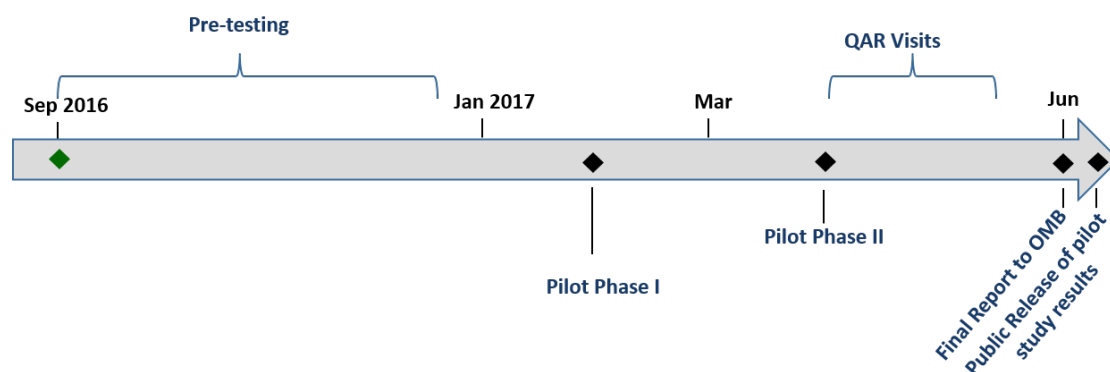 Pre-testing
QAR Visits
Sep 2016
Jan 2017
Mar
Jun
Pilot Phase I
Pilot Phase II
Final Report to OMB
Public Release of pilot
study results